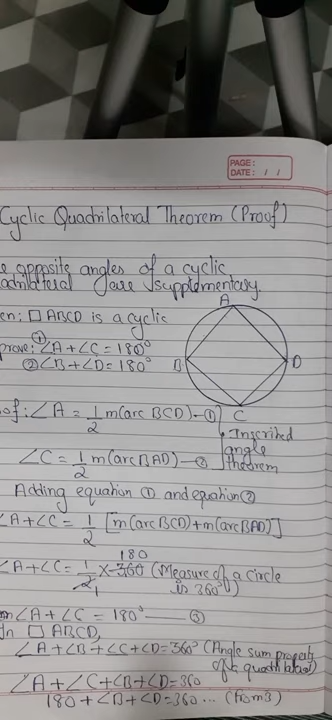 PAGE:
DATE: / /
Cyclic Quadrilateral Theorem (Proof)
e opposite angles of a cyclic
adrilateral are supplementary.
en: □ ABCD is a cyclic
prove: ① ∠A + ∠C = 180°
② ∠B + ∠D = 180°
A
B
D
C
of: ∠A = 1/2 m(arc BCD) - ①
∠C = 1/2 m(arc BAD) - ②
Inscribed angle theorem
Adding equation ① and equation ②
∠A + ∠C = 1/2 [m(arc BCD) + m(arc BAD)]
∠A + ∠C = 1/2 × 360 180 1 (Measure of a circle is 360°)
m∠A + ∠C = 180° - ③
In □ ABCD,
∠A + ∠B + ∠C + ∠D = 360° (Angle sum property of a quadrilateral)
∠A + ∠C + ∠B + ∠D = 360
180 + ∠B + ∠D = 360 ... (from 3)